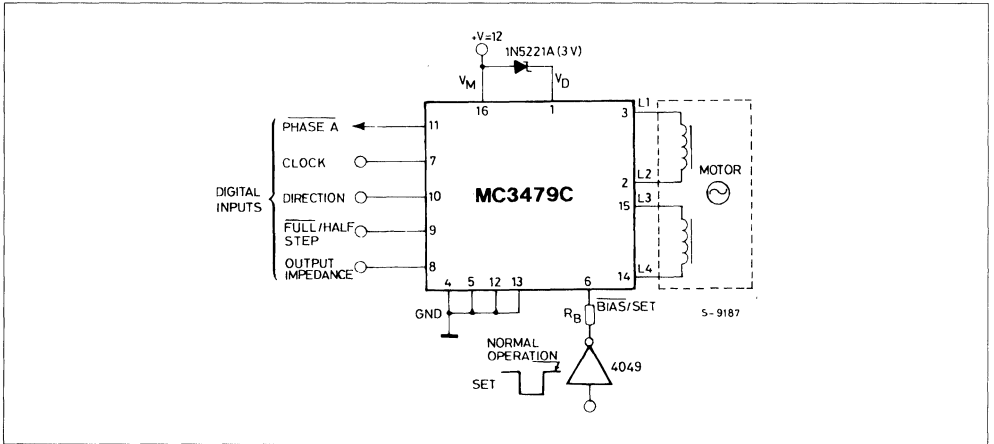 +V=12
1N5221A (3 V)
VM
VD
16
1
PHASE A
11
CLOCK
7
DIGITAL
INPUTS
DIRECTION
10
FULL/HALF
STEP
9
OUTPUT
IMPEDANCE
8
MC3479C
3
L1
2
L2
15
L3
14
L4
MOTOR
4
5
12
13
6
GND
BIAS/SET
RB
S-9187
NORMAL
OPERATION
SET
4049